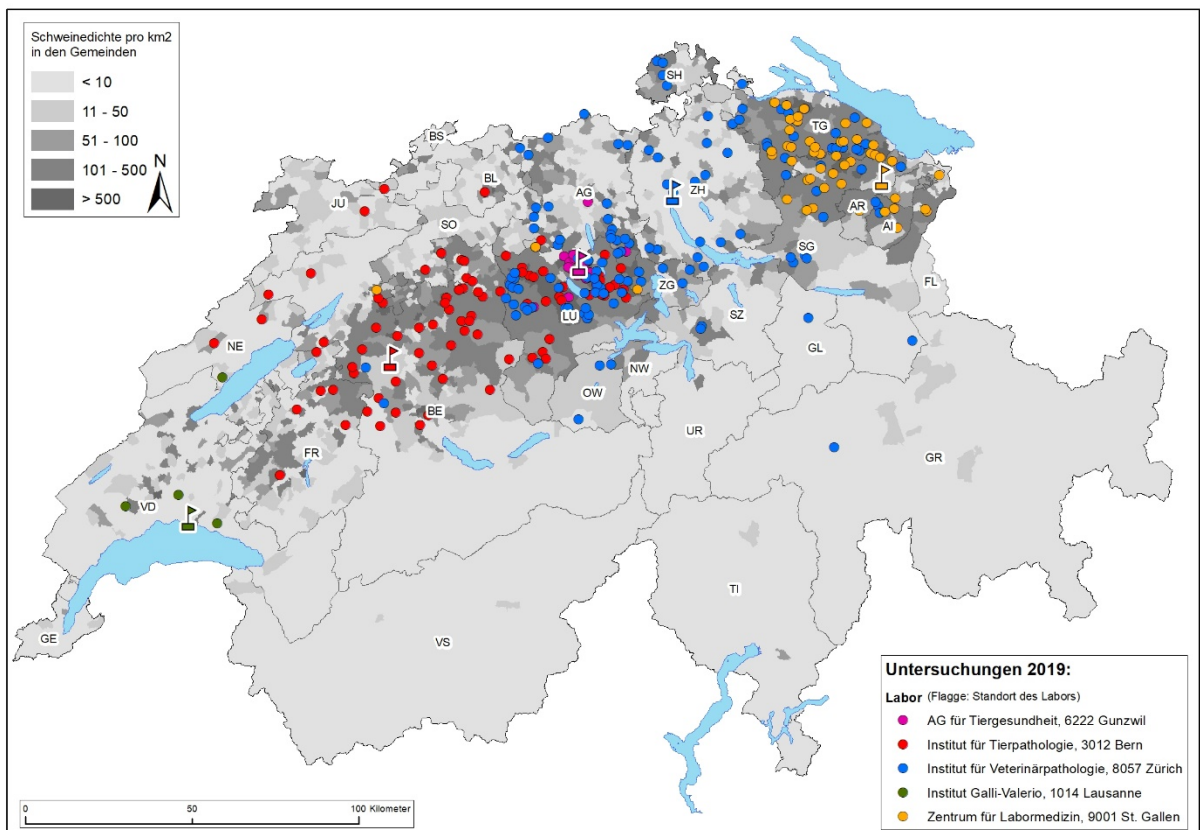 Schweinedichte pro km2
in den Gemeinden
< 10
11 - 50
51 - 100
101 - 500
> 500
N
SH
BS
TG
BL
AG
ZH
JU
AR
AI
SO
SG
ZG
FL
LU
SZ
NE
GL
NW
OW
BE
UR
FR
GR
VD
TI
GE
VS
Untersuchungen 2019:
Labor (Flagge: Standort des Labors)
AG für Tiergesundheit, 6222 Gunzwil
Institut für Tierpathologie, 3012 Bern
Institut für Veterinärpathologie, 8057 Zürich
Institut Galli-Valerio, 1014 Lausanne
Zentrum für Labormedizin, 9001 St. Gallen
0 50 100 Kilometer